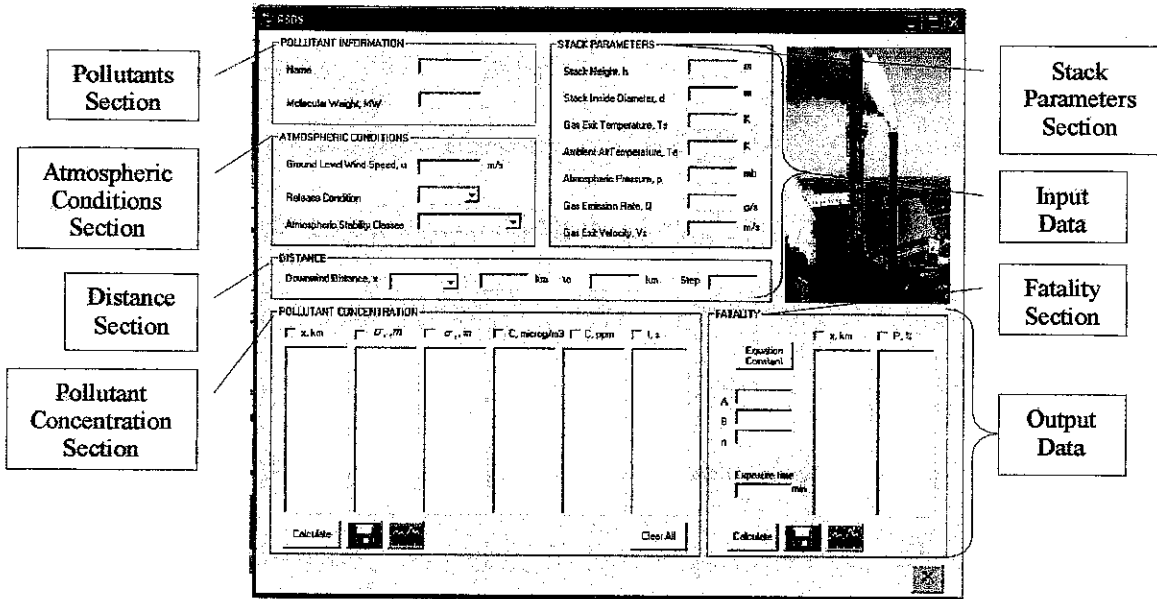 POLLUTANT INFORMATION
Name
Molecular Weight, MW
ATMOSPHERIC CONDITIONS
Ground Level Wind Speed, u m/s
Release Condition
Atmospheric Stability Classes
STACK PARAMETERS
Stack Height, h m
Stack Inside Diameter, d m
Gas Exit Temperature, Ts K
Ambient Air Temperature, Ta K
Atmospheric Pressure, p mb
Gas Emission Rate, Q g/s
Gas Exit Velocity, Vs m/s
DISTANCE
Downwind Distance, x km to km Step
POLLUTANT CONCENTRATION
x, km
C, microg/m3
C, ppm
t, s
Calculate
Clear All
FATALITY
Equation
Constant
x, km
P, %
A
B
n
Exposure time
min
Calculate
Pollutants
Section
Atmospheric
Conditions
Section
Distance
Section
Pollutant
Concentration
Section
Stack
Parameters
Section
Input
Data
Fatality
Section
Output
Data